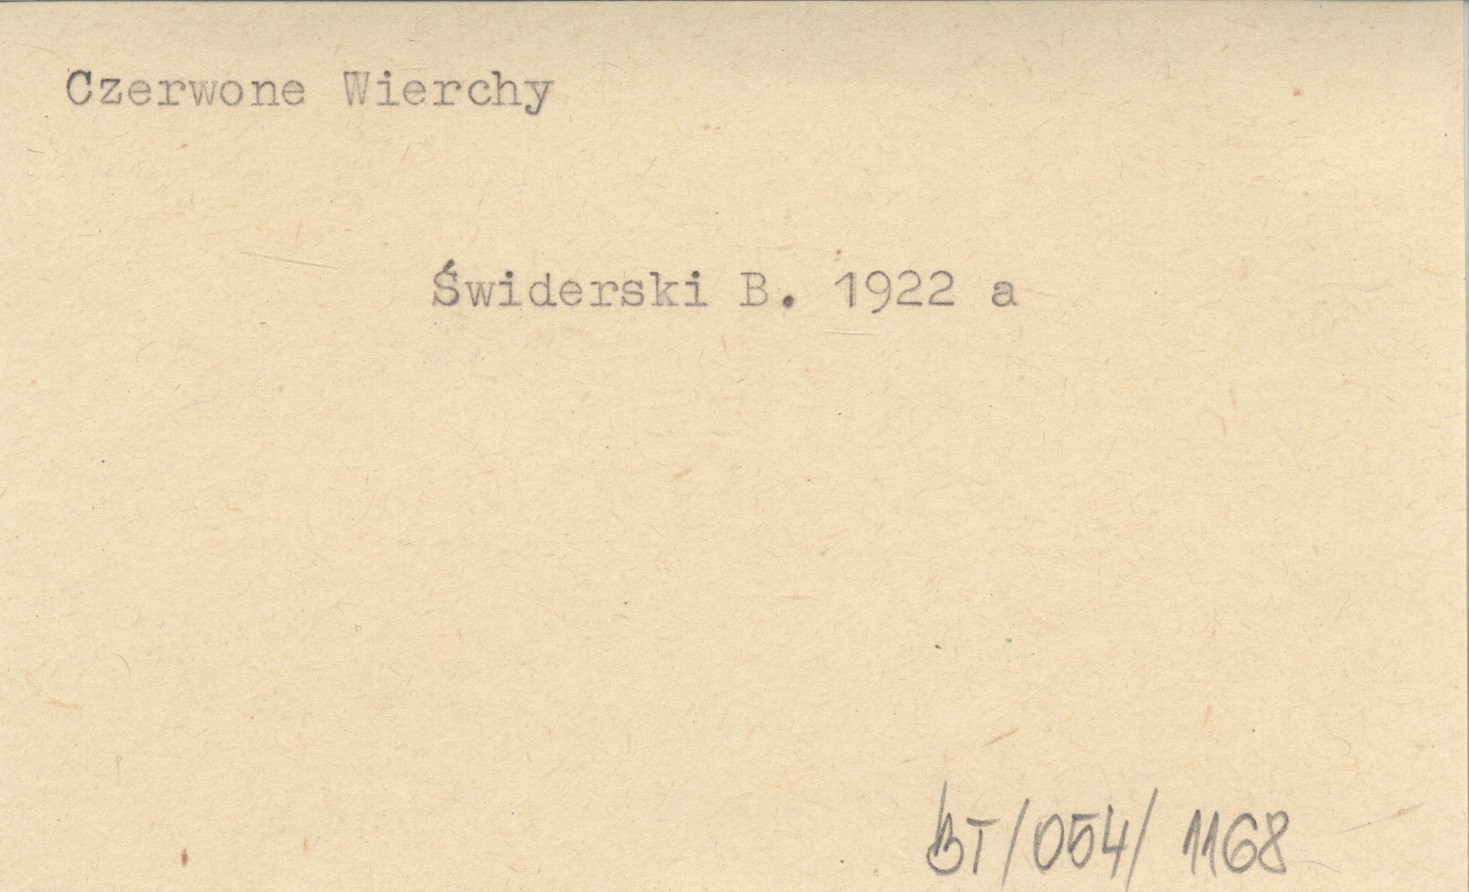 Czerwone Wierchy
Świderski B. 1922 a
BT/054/1168